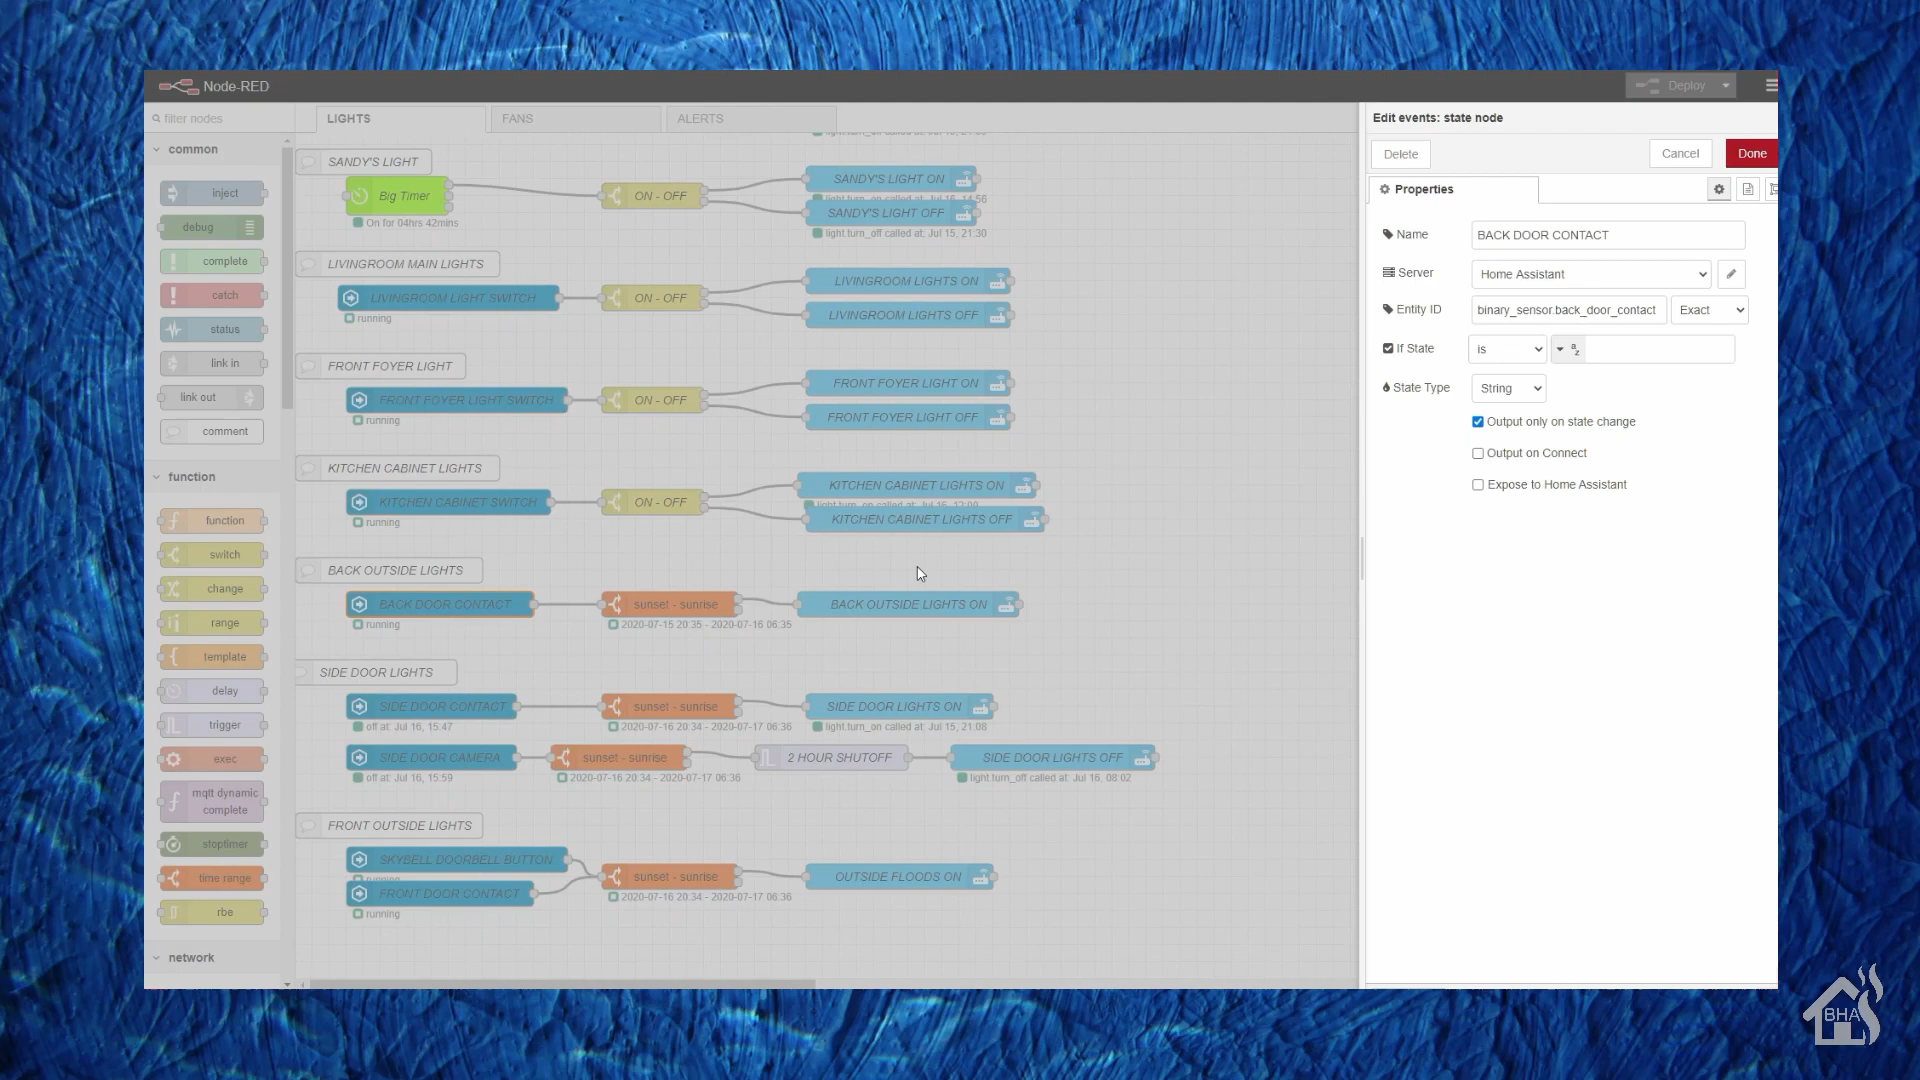 Node-RED
Deploy
filter nodes
LIGHTS
FANS
ALERTS
common
inject
debug
complete
catch
status
link in
link out
comment
function
function
switch
change
range
template
delay
trigger
exec
mqtt dynamic
complete
stoptimer
time range
rbe
network
SANDY'S LIGHT
Big Timer
On for 04hrs 42mins
ON - OFF
SANDY'S LIGHT ON
SANDY'S LIGHT OFF
light.turn_off called at: Jul 15, 21:30
LIVINGROOM MAIN LIGHTS
LIVINGROOM LIGHT SWITCH
running
ON - OFF
LIVINGROOM LIGHTS ON
LIVINGROOM LIGHTS OFF
FRONT FOYER LIGHT
FRONT FOYER LIGHT SWITCH
running
ON - OFF
FRONT FOYER LIGHT ON
FRONT FOYER LIGHT OFF
KITCHEN CABINET LIGHTS
KITCHEN CABINET SWITCH
running
ON - OFF
KITCHEN CABINET LIGHTS ON
KITCHEN CABINET LIGHTS OFF
BACK OUTSIDE LIGHTS
BACK DOOR CONTACT
running
sunset - sunrise
2020-07-15 20:35 - 2020-07-16 06:35
BACK OUTSIDE LIGHTS ON
SIDE DOOR LIGHTS
SIDE DOOR CONTACT
off at: Jul 16, 15:47
sunset - sunrise
2020-07-16 20:34 - 2020-07-17 06:36
SIDE DOOR LIGHTS ON
light.turn_on called at: Jul 15, 21:08
SIDE DOOR CAMERA
off at: Jul 16, 15:59
sunset - sunrise
2020-07-16 20:34 - 2020-07-17 06:36
2 HOUR SHUTOFF
SIDE DOOR LIGHTS OFF
light.turn_off called at: Jul 16, 08:02
FRONT OUTSIDE LIGHTS
SKYBELL DOORBELL BUTTON
FRONT DOOR CONTACT
running
sunset - sunrise
2020-07-16 20:34 - 2020-07-17 06:36
OUTSIDE FLOODS ON
Edit events: state node
Delete
Cancel
Done
Properties
Name
BACK DOOR CONTACT
Server
Home Assistant
Entity ID
binary_sensor.back_door_contact
Exact
If State
is
State Type
String
Output only on state change
Output on Connect
Expose to Home Assistant
BHA